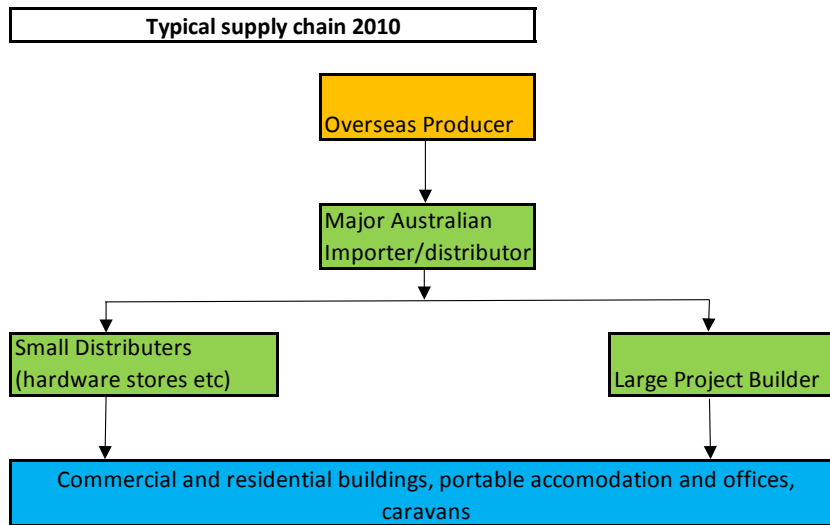 Typical supply chain 2010
Overseas Producer
Major Australian
Importer/distributor
Small Distributers
(hardware stores etc)
Large Project Builder
Commercial and residential buildings, portable accomodation and offices,
caravans